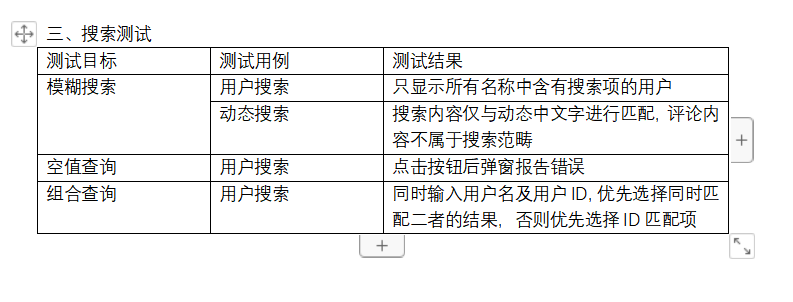 三、搜索测试
测试目标 测试用例 测试结果
模糊搜索 用户搜索 只显示所有名称中含有搜索项的用户
动态搜索 搜索内容仅与动态中文字进行匹配, 评论内
容不属于搜索范畴
空值查询 用户搜索 点击按钮后弹窗报告错误
组合查询 用户搜索 同时输入用户名及用户 ID, 优先选择同时匹
配二者的结果, 否则优先选择 ID 匹配项